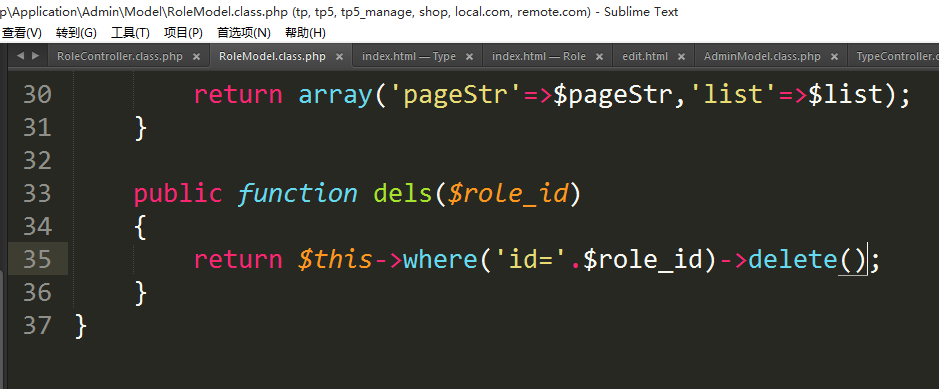 p\Application\Admin\Model\RoleModel.class.php (tp, tp5, tp5_manage, shop, local.com, remote.com) - Sublime Text
查看(V) 转到(G) 工具(T) 项目(P) 首选项(N) 帮助(H)
RoleController.class.php × RoleModel.class.php × index.html — Type × index.html — Role × edit.html × AdminModel.class.php × TypeController.c
30 return array('pageStr'=>$pageStr,'list'=>$list);
31 }
32
33 public function dels($role_id)
34 {
35 return $this->where('id='.$role_id)->delete();
36 }
37 }